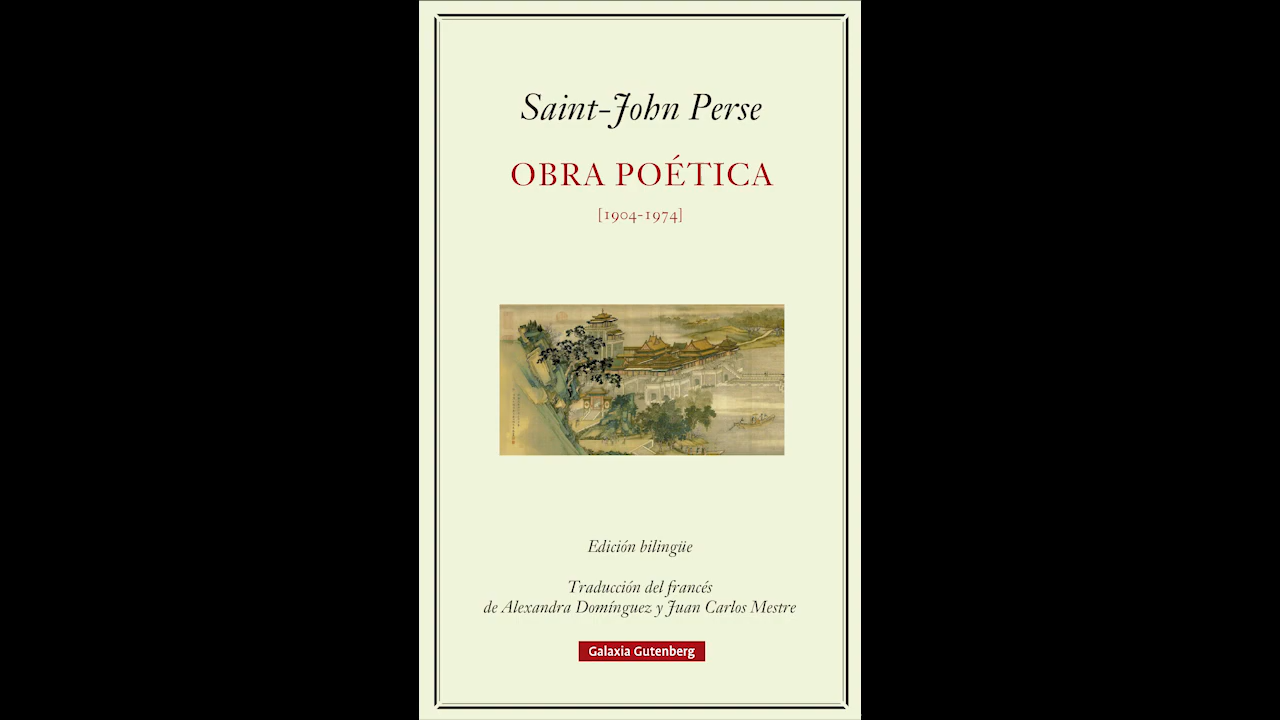 Saint-John Perse
OBRA POÉTICA
[1904-1974]
Edición bilingüe
Traducción del francés
de Alexandra Domínguez y Juan Carlos Mestre
Galaxia Gutenberg